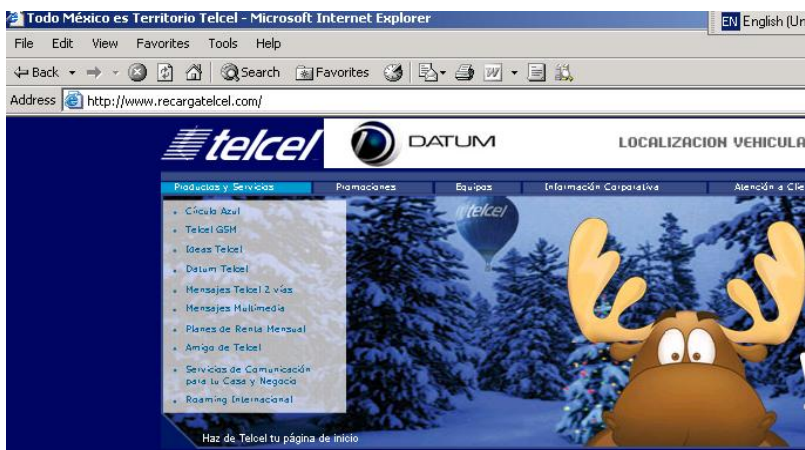 Todo México es Territorio Telcel - Microsoft Internet Explorer
EN English (Un
File Edit View Favorites Tools Help
Back Search Favorites
Address http://www.recargatelcel.com/
telcel DATUM LOCALIZACION VEHICULA
Productos y Servicios Promociones Equipos Información Corporativa Atención a Clie
Círculo Azul
Telcel GSM
Ideas Telcel
Datum Telcel
Mensajes Telcel 2 vías
Mensajes Multimedia
Planes de Renta Mensual
Amigo de Telcel
Servicios de Comunicación
para tu Casa y Negocio
Roaming Internacional
telcel
Haz de Telcel tu página de inicio